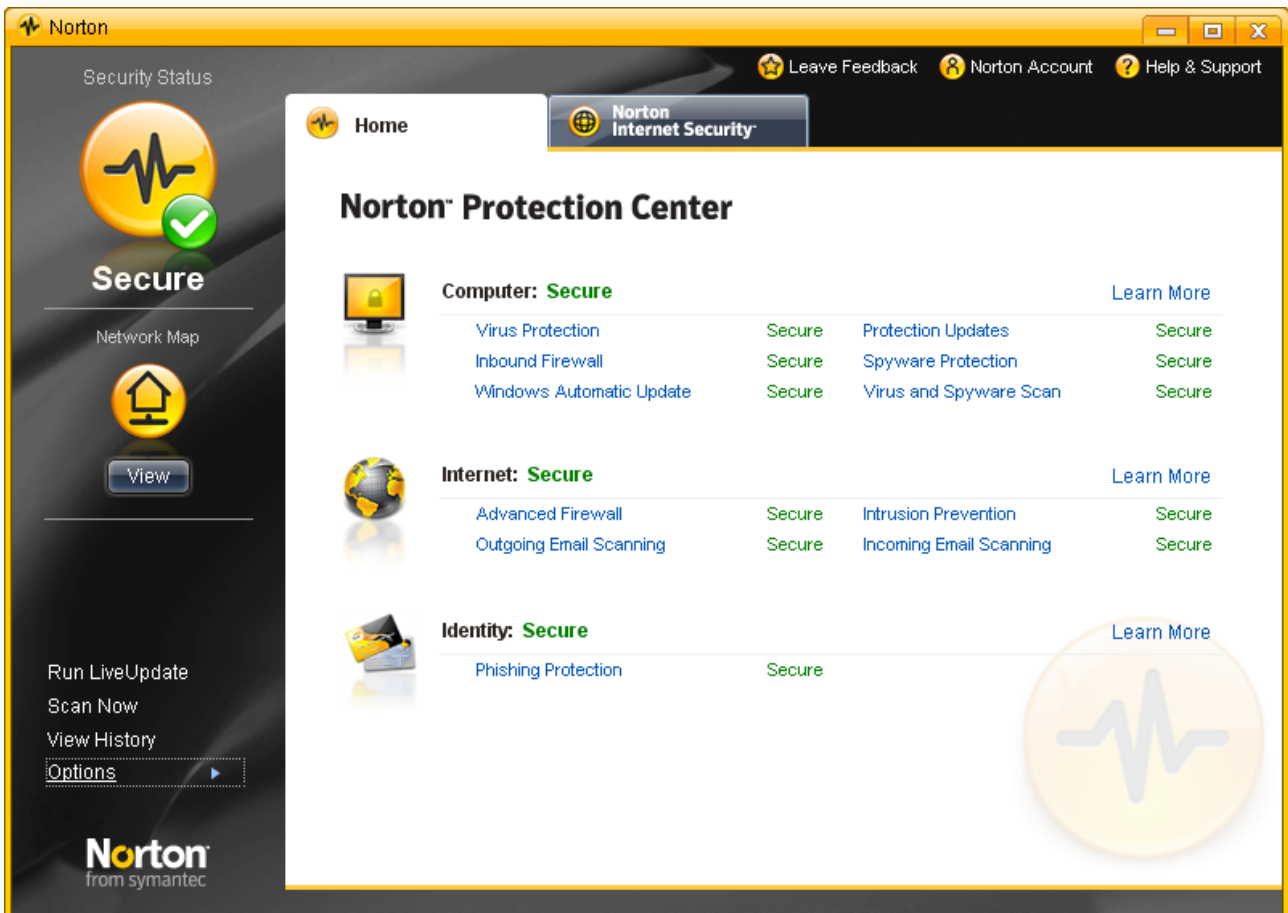 Norton
Leave Feedback Norton Account Help & Support
Security Status
Secure
Network Map
View
Run LiveUpdate
Scan Now
View History
Options
Norton
from symantec
Home
Norton
Internet Security™
Norton™ Protection Center
Computer: Secure Learn More
Virus Protection Secure Protection Updates Secure
Inbound Firewall Secure Spyware Protection Secure
Windows Automatic Update Secure Virus and Spyware Scan Secure
Internet: Secure Learn More
Advanced Firewall Secure Intrusion Prevention Secure
Outgoing Email Scanning Secure Incoming Email Scanning Secure
Identity: Secure Learn More
Phishing Protection Secure